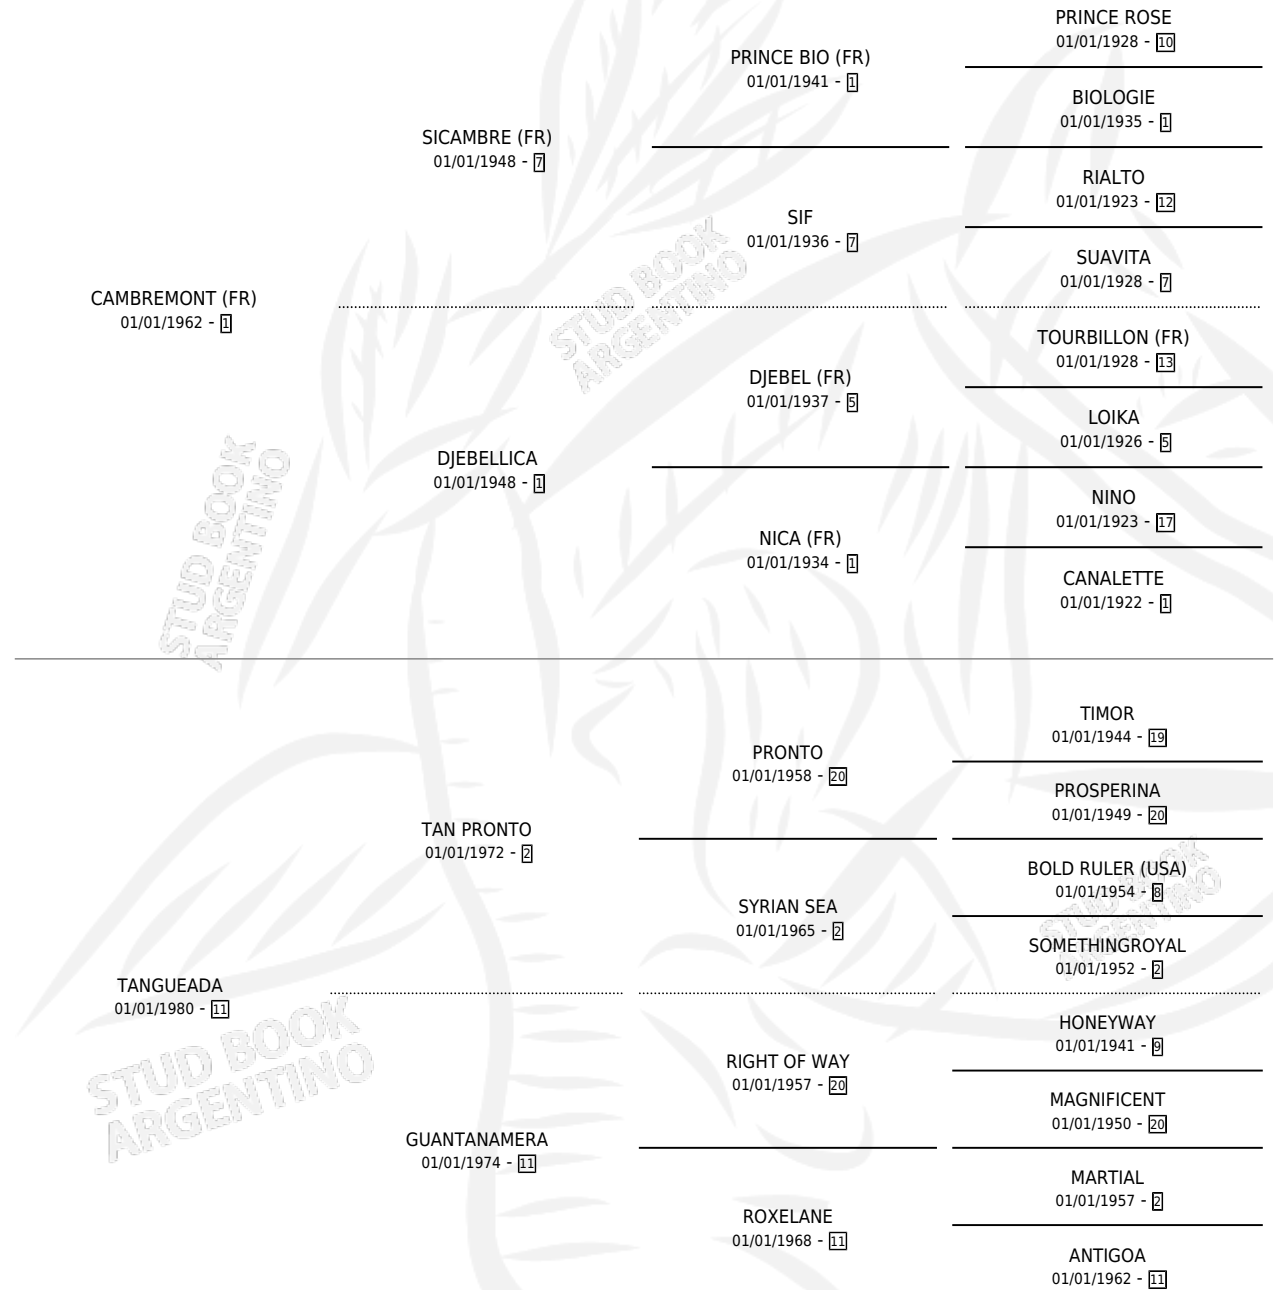 PRINCE ROSE
01/01/1928 - 10
PRINCE BIO (FR)
01/01/1941 - 1
BIOLOGIE
01/01/1935 - 1
SICAMBRE (FR)
01/01/1948 - 7
RIALTO
01/01/1923 - 12
SIF
01/01/1936 - 7
SUAVITA
01/01/1928 - 7
CAMBREMONT (FR)
01/01/1962 - 1
TOURBILLON (FR)
01/01/1928 - 13
DJEBEL (FR)
01/01/1937 - 5
LOIKA
01/01/1926 - 5
DJEBELLICA
01/01/1948 - 1
NINO
01/01/1923 - 17
NICA (FR)
01/01/1934 - 1
CANALETTE
01/01/1922 - 1
STUD BOOK
ARGENTINO
STUD BOOK
ARGENTINO
TIMOR
01/01/1944 - 19
PRONTO
01/01/1958 - 20
PROSPERINA
01/01/1949 - 20
TAN PRONTO
01/01/1972 - 2
BOLD RULER (USA)
01/01/1954 - 8
SYRIAN SEA
01/01/1965 - 2
SOMETHINGROYAL
01/01/1952 - 2
TANGUEADA
01/01/1980 - 11
HONEYWAY
01/01/1941 - 9
RIGHT OF WAY
01/01/1957 - 20
MAGNIFICENT
01/01/1950 - 20
GUANTANAMERA
01/01/1974 - 11
MARTIAL
01/01/1957 - 2
ROXELANE
01/01/1968 - 11
ANTIGOA
01/01/1962 - 11
STUD BOOK
ARGENTINO
STUD BOOK
ARGENTINO